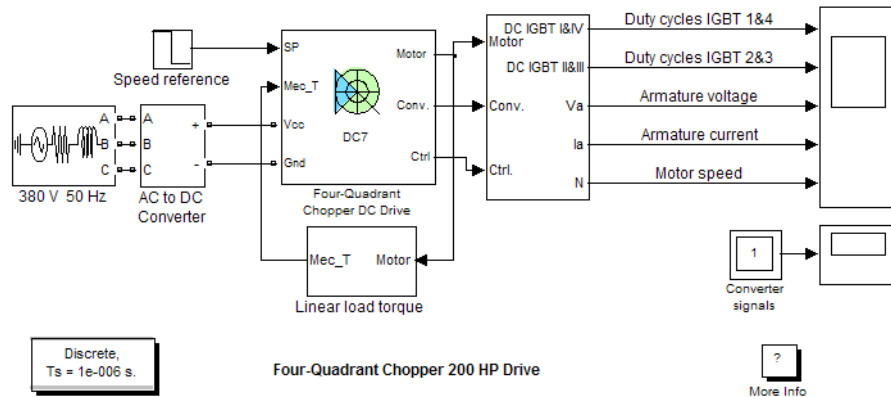 SP
Mec_T
Vcc
Gnd
Motor
Conv.
Ctrl
DC7
Four-Quadrant
Chopper DC Drive
Speed reference
A
B
C
380 V 50 Hz
A
B
C
+
-
AC to DC
Converter
Motor
Conv.
Ctrl.
DC IGBT I&IV
DC IGBT II&III
Va
Ia
N
Duty cycles IGBT 1&4
Duty cycles IGBT 2&3
Armature voltage
Armature current
Motor speed
Mec_T
Motor
Linear load torque
1
Converter
signals
Discrete,
Ts = 1e-006 s.
Four-Quadrant Chopper 200 HP Drive
?
More Info